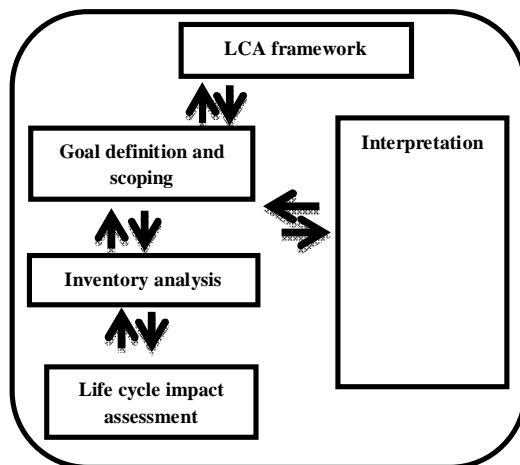 LCA framework
Goal definition and
scoping
Interpretation
Inventory analysis
Life cycle impact
assessment